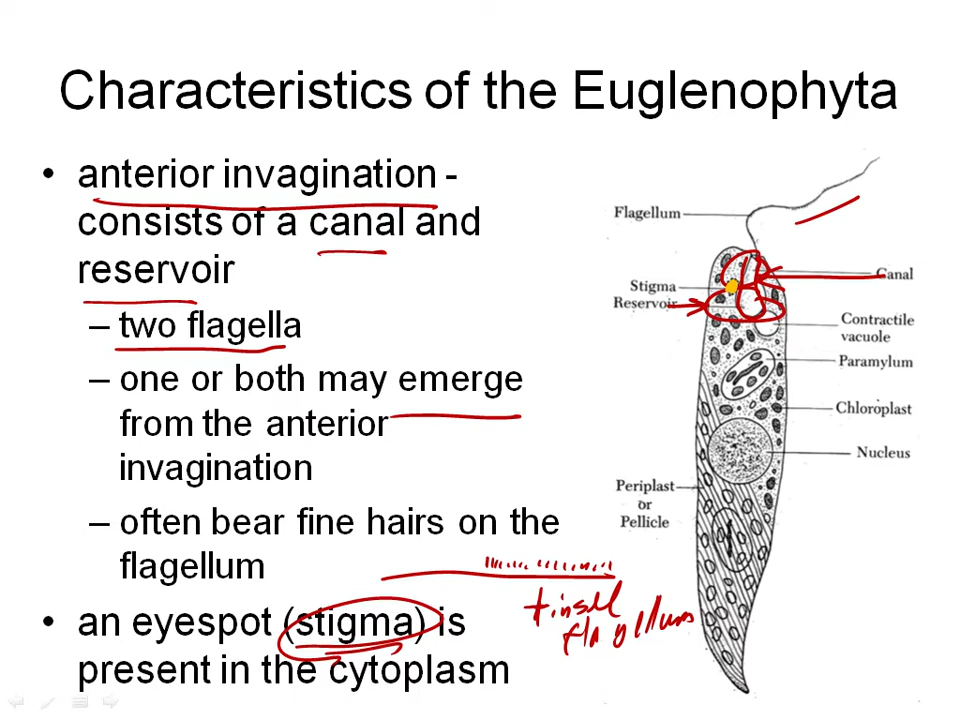 Characteristics of the Euglenophyta
• anterior invagination -
consists of a canal and
reservoir
– two flagella
– one or both may emerge
from the anterior
invagination
– often bear fine hairs on the
flagellum
• an eyespot (stigma) is
present in the cytoplasm
tinsel
flagellum
Flagellum
Canal
Stigma
Reservoir
Contractile
vacuole
Paramylum
Chloroplast
Nucleus
Periplast
or
Pellicle